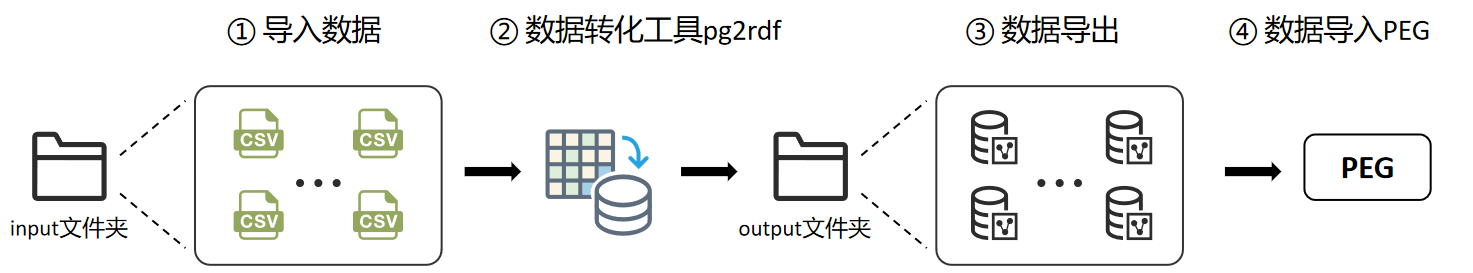 ① 导入数据
② 数据转化工具pg2rdf
③ 数据导出
④ 数据导入PEG
CSV
CSV
CSV
CSV
input文件夹
output文件夹
PEG